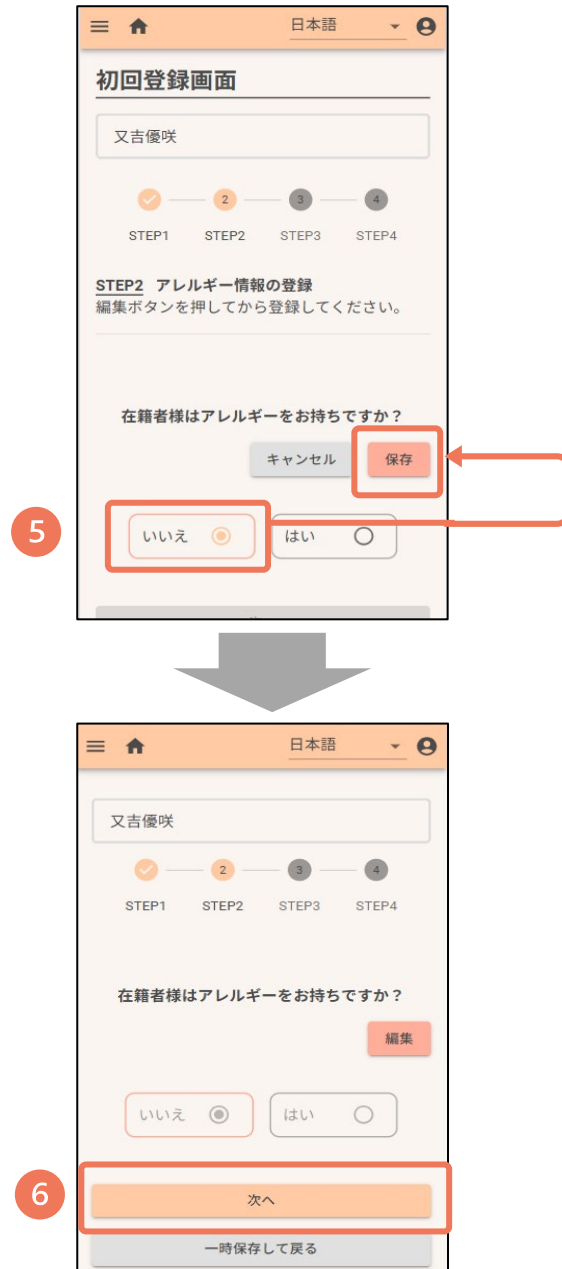 日本語
初回登録画面
又吉優咲
2 3 4
STEP1 STEP2 STEP3 STEP4
STEP2 アレルギー情報の登録
編集ボタンを押してから登録してください。
在籍者様はアレルギーをお持ちですか？
キャンセル 保存
5 いいえ はい
日本語
又吉優咲
2 3 4
STEP1 STEP2 STEP3 STEP4
在籍者様はアレルギーをお持ちですか？
編集
いいえ はい
6 次へ
一時保存して戻る